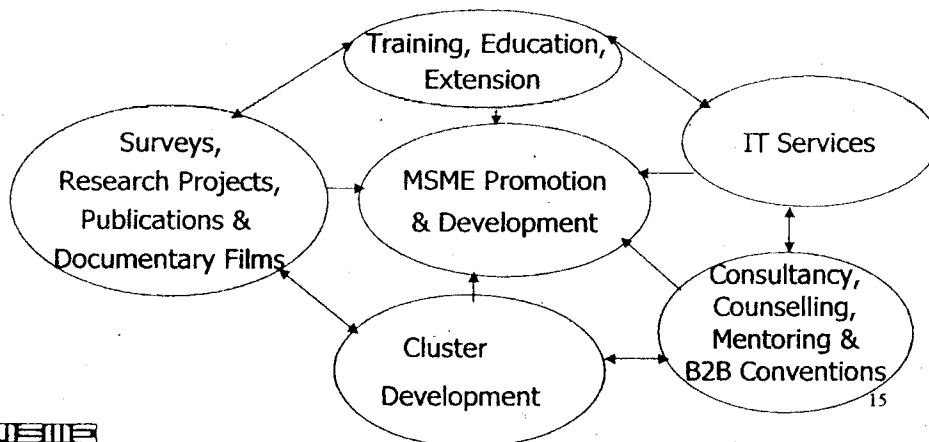 Training, Education,
Extension
Surveys,
Research Projects,
Publications &
Documentary Films
MSME Promotion
& Development
IT Services
Consultancy,
Counselling,
Mentoring &
B2B Conventions
Cluster
Development
15